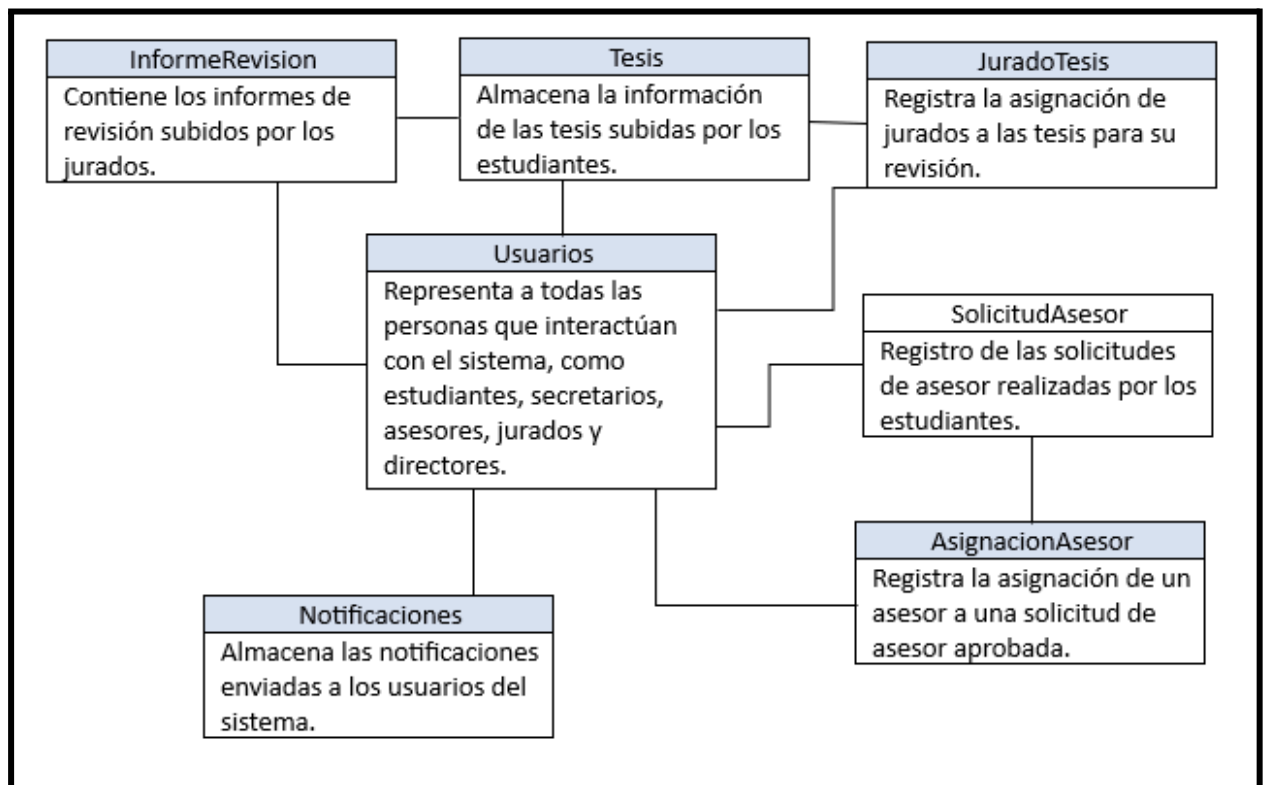 InformeRevision
Contiene los informes de
revisión subidos por los
jurados.
Tesis
Almacena la información
de las tesis subidas por los
estudiantes.
JuradoTesis
Registra la asignación de
jurados a las tesis para su
revisión.
Usuarios
Representa a todas las
personas que interactúan
con el sistema, como
estudiantes, secretarios,
asesores, jurados y
directores.
SolicitudAsesor
Registro de las solicitudes
de asesor realizadas por los
estudiantes.
AsignacionAsesor
Registra la asignación de un
asesor a una solicitud de
asesor aprobada.
Notificaciones
Almacena las notificaciones
enviadas a los usuarios del
sistema.